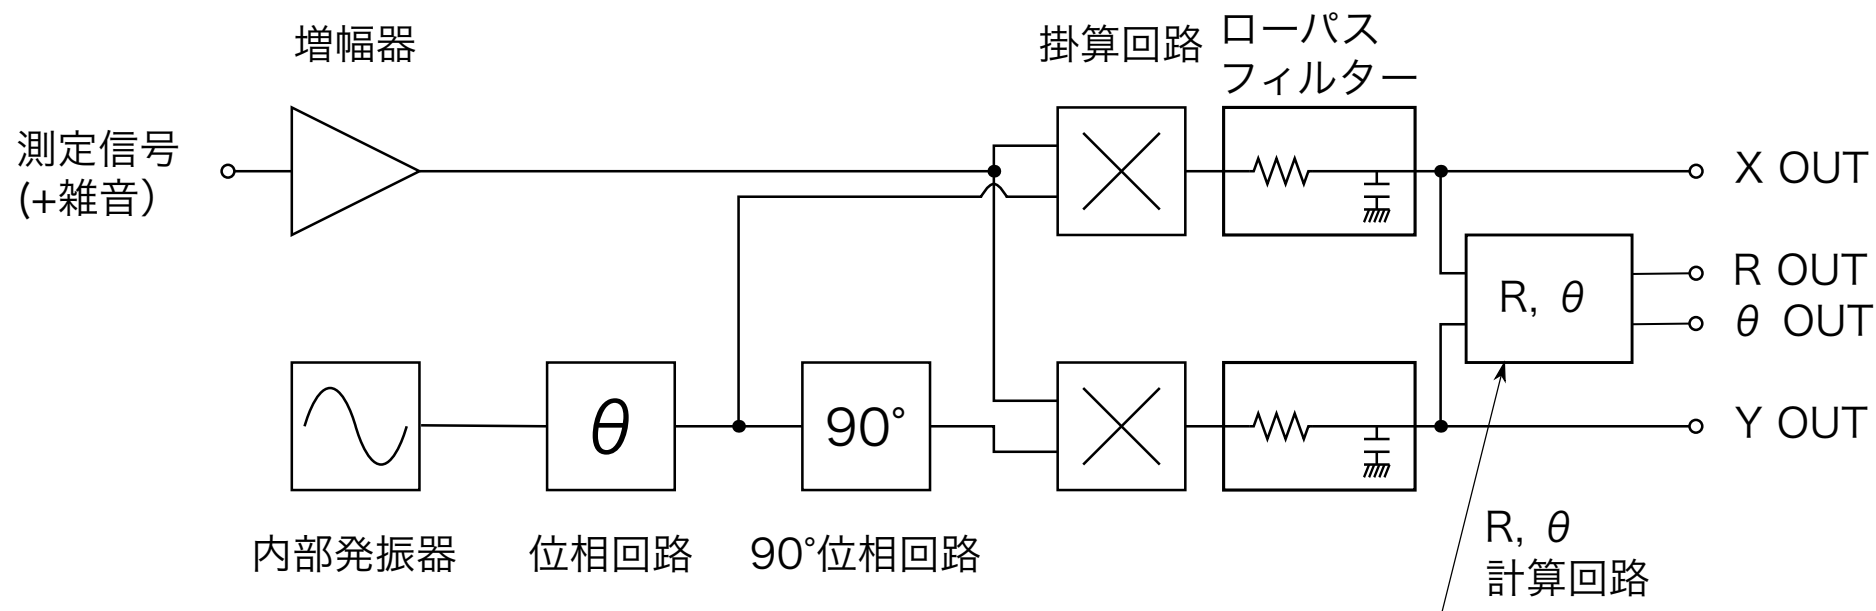 増幅器
掛算回路
ローパス
フィルター
測定信号
(+雑音）
X OUT
R OUT
R, θ
θ OUT
θ
90°
Y OUT
内部発振器
位相回路
90°位相回路
R, θ
計算回路